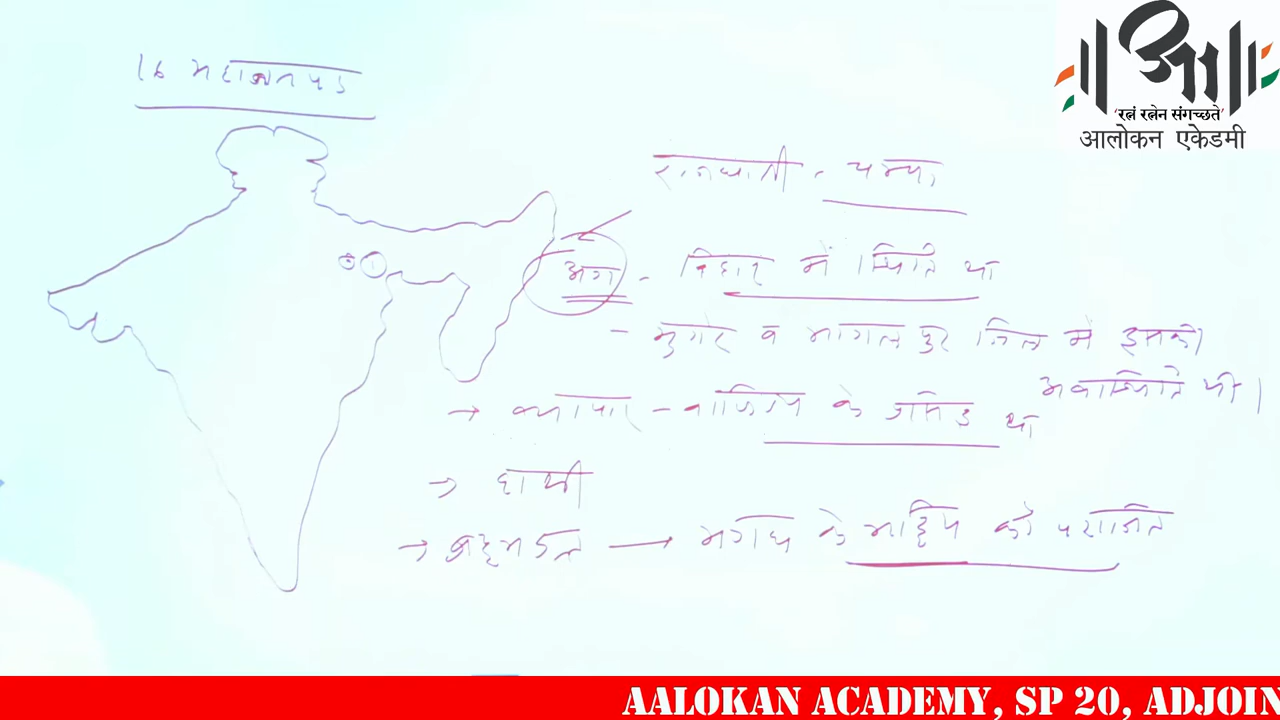 16 महाजनपद
राजधानी - चम्पा
अंग - बिहार में स्थित था
- मुंगेर व भागलपुर जिले में इसकी
अवस्थिति थी।
→ व्यापार - वाणिज्य के प्रसिद्ध था
→ हाथी
→ ब्रह्मदत्त → मगध के भाट्टिय को पराजित
1
'रत्नं रत्नेन संगच्छते'
आलोकन एकेडमी
AALOKAN ACADEMY, SP 20, ADJOIN